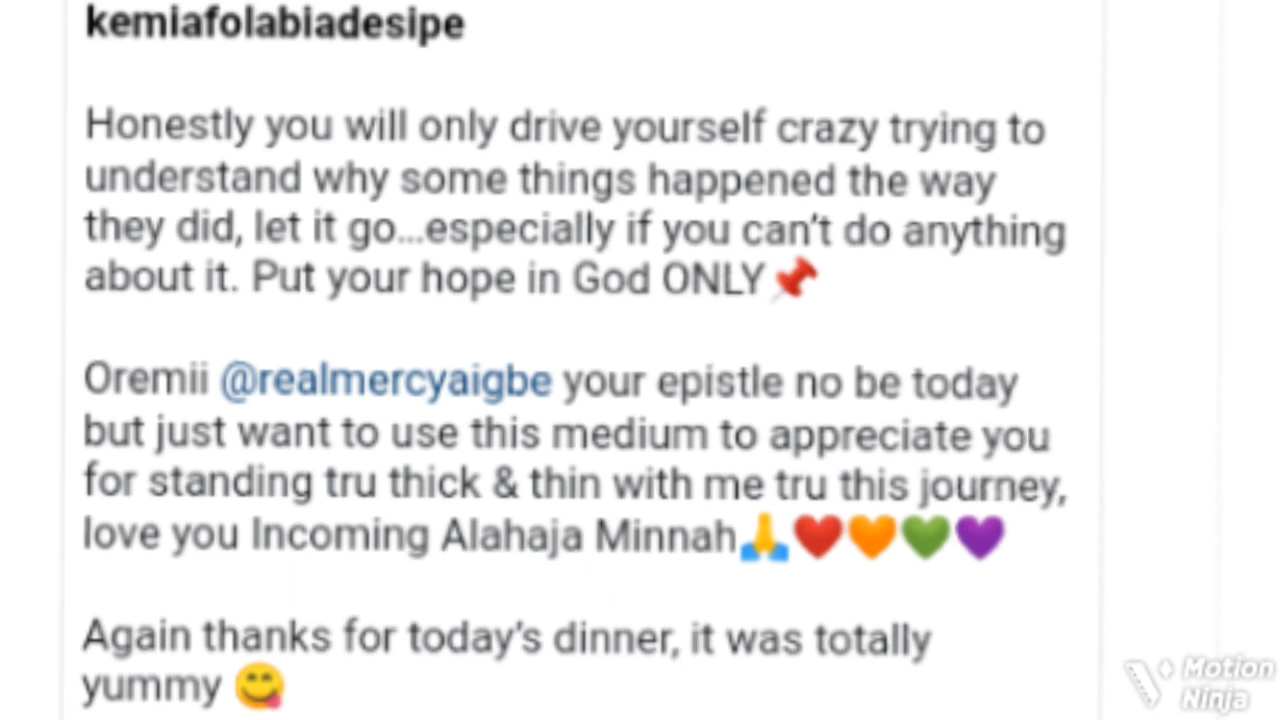 kemiafolabiadesipe
Honestly you will only drive yourself crazy trying to
understand why some things happened the way
they did, let it go...especially if you can't do anything
about it. Put your hope in God ONLY📌
Oremii @realmercyaigbe your epistle no be today
but just want to use this medium to appreciate you
for standing tru thick & thin with me tru this journey,
love you Incoming Alahaja Minnah🙏❤️🧡💚💜
Again thanks for today's dinner, it was totally
yummy 😋
Motion
Ninja